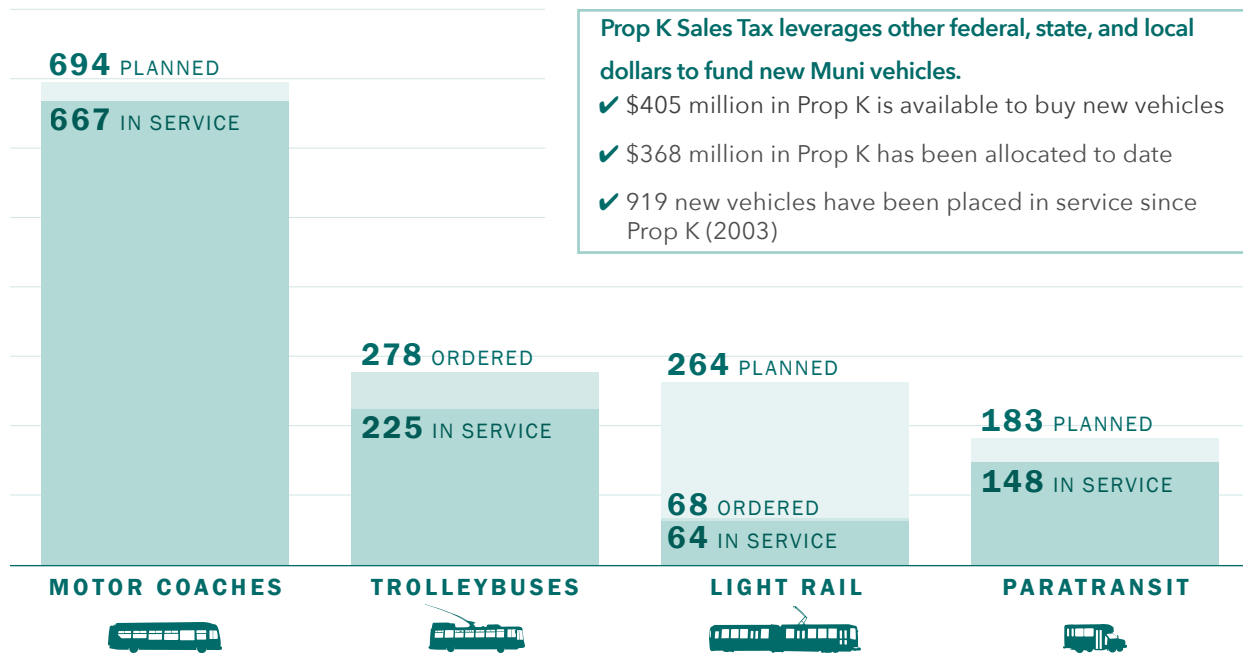 Prop K Sales Tax leverages other federal, state, and local
dollars to fund new Muni vehicles.
✔ $405 million in Prop K is available to buy new vehicles
✔ $368 million in Prop K has been allocated to date
✔ 919 new vehicles have been placed in service since
Prop K (2003)
694 PLANNED
667 IN SERVICE
278 ORDERED
225 IN SERVICE
264 PLANNED
68 ORDERED
64 IN SERVICE
183 PLANNED
148 IN SERVICE
MOTOR COACHES
TROLLEYBUSES
LIGHT RAIL
PARATRANSIT